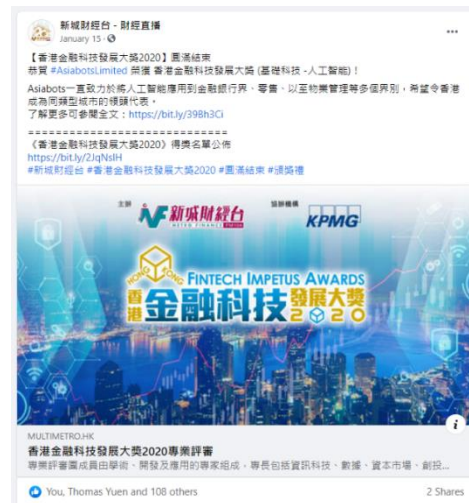 新城財經台 - 財經直播
January 15 ·
【香港金融科技發展大獎2020】圓滿結束
恭賀 #AsiabotsLimited 榮獲 香港金融科技發展大獎 (基礎科技 -人工智能)！
Asiabots一直致力於將人工智能應用到金融銀行界、零售、以至物業管理等多個界別，希望令香港
成為同類型城市的領頭代表。
了解更多可參閱全文：https://bit.ly/39Bh3Ci
============================
《香港金融科技發展大獎2020》得獎名單公佈
https://bit.ly/2JqNsIH
#新城財經台 #香港金融科技發展大獎2020 #圓滿結束 #頒獎禮
主辦
新城財經台
METRO FINANCE FM104
協辦機構
KPMG
HONG KONG
FINTECH IMPETUS AWARDS
香港金融科技發展大獎
2020
MULTIMETRO.HK
香港金融科技發展大獎2020專業評審
專業評審團成員由學術、開發及應用的專家組成，專長包括資訊科技、數據、資本市場、創投...
You, Thomas Yuen and 108 others
2 Shares